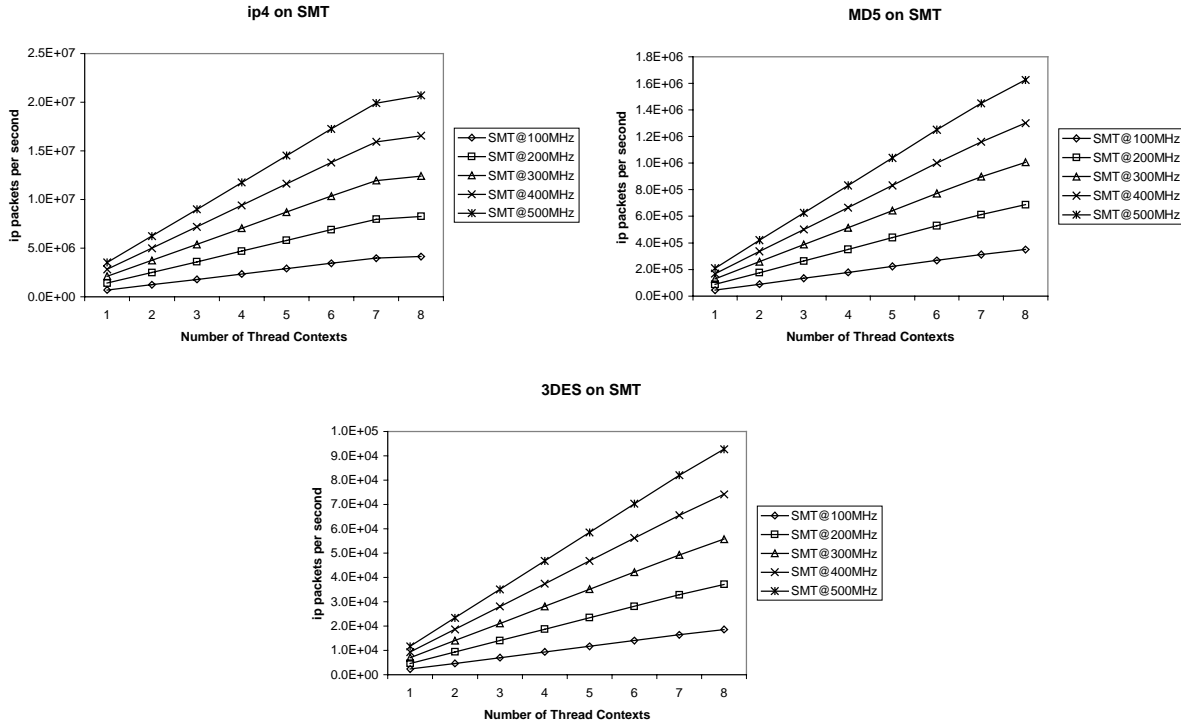 ip4 on SMT
2.5E+07
2.0E+07
1.5E+07
1.0E+07
5.0E+06
0.0E+00
ip packets per second
1 2 3 4 5 6 7 8
Number of Thread Contexts
SMT@100MHz
SMT@200MHz
SMT@300MHz
SMT@400MHz
SMT@500MHz
MD5 on SMT
1.8E+06
1.6E+06
1.4E+06
1.2E+06
1.0E+06
8.0E+05
6.0E+05
4.0E+05
2.0E+05
0.0E+00
ip packets per second
1 2 3 4 5 6 7 8
Number of Thread Contexts
SMT@100MHz
SMT@200MHz
SMT@300MHz
SMT@400MHz
SMT@500MHz
3DES on SMT
1.0E+05
9.0E+04
8.0E+04
7.0E+04
6.0E+04
5.0E+04
4.0E+04
3.0E+04
2.0E+04
1.0E+04
0.0E+00
ip packets per second
1 2 3 4 5 6 7 8
Number of Thread Contexts
SMT@100MHz
SMT@200MHz
SMT@300MHz
SMT@400MHz
SMT@500MHz